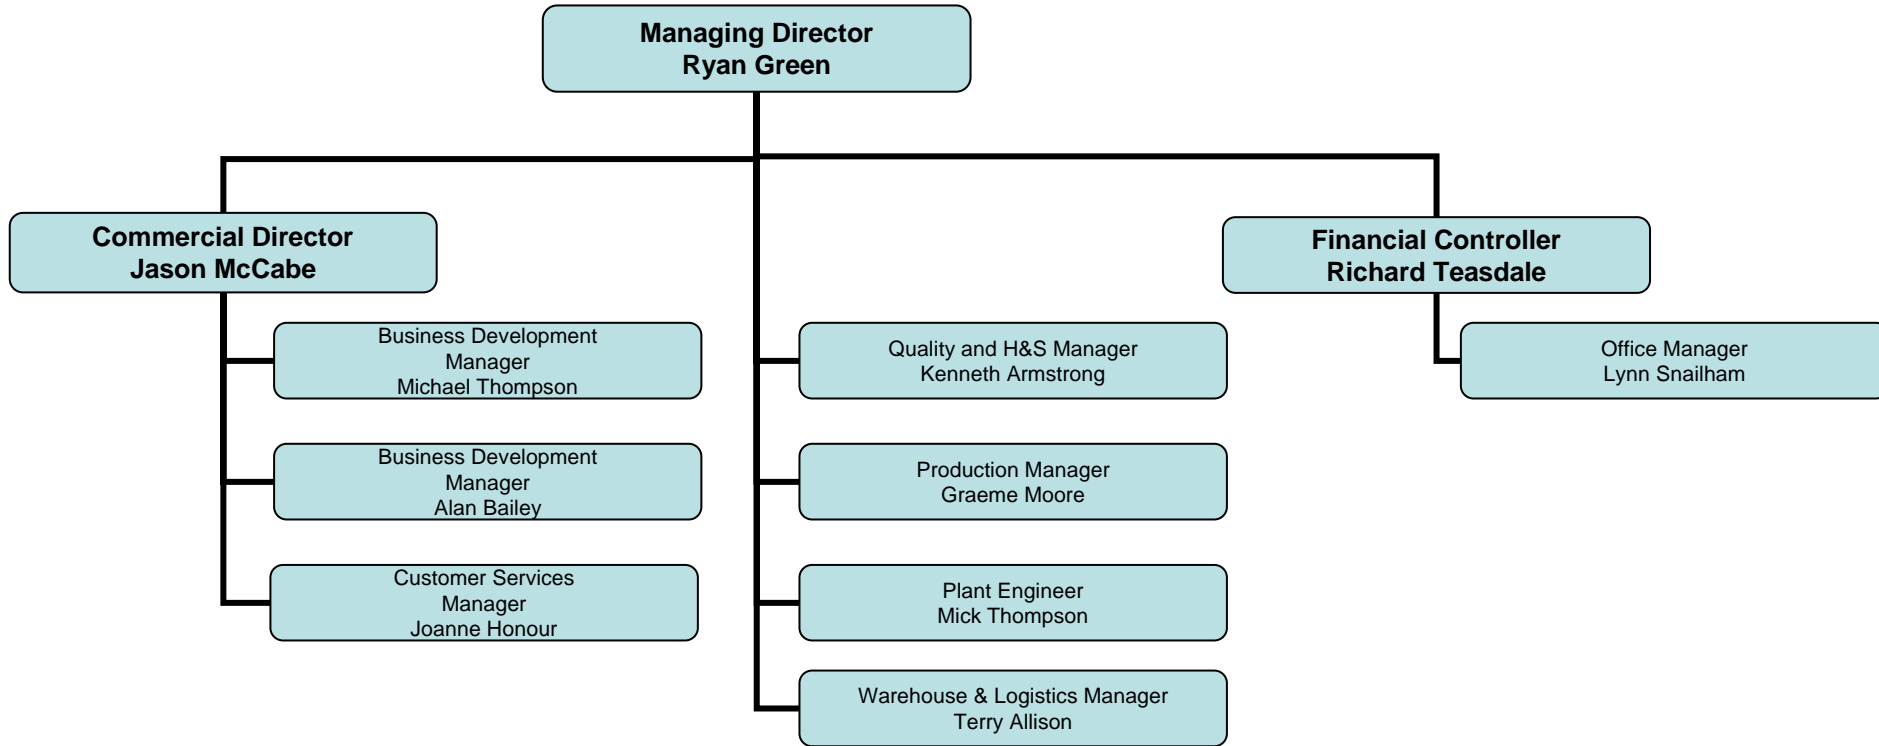 Managing Director
Ryan Green
Commercial Director
Jason McCabe
Financial Controller
Richard Teasdale
Business Development
Manager
Michael Thompson
Quality and H&S Manager
Kenneth Armstrong
Office Manager
Lynn Snailham
Business Development
Manager
Alan Bailey
Production Manager
Graeme Moore
Customer Services
Manager
Joanne Honour
Plant Engineer
Mick Thompson
Warehouse & Logistics Manager
Terry Allison